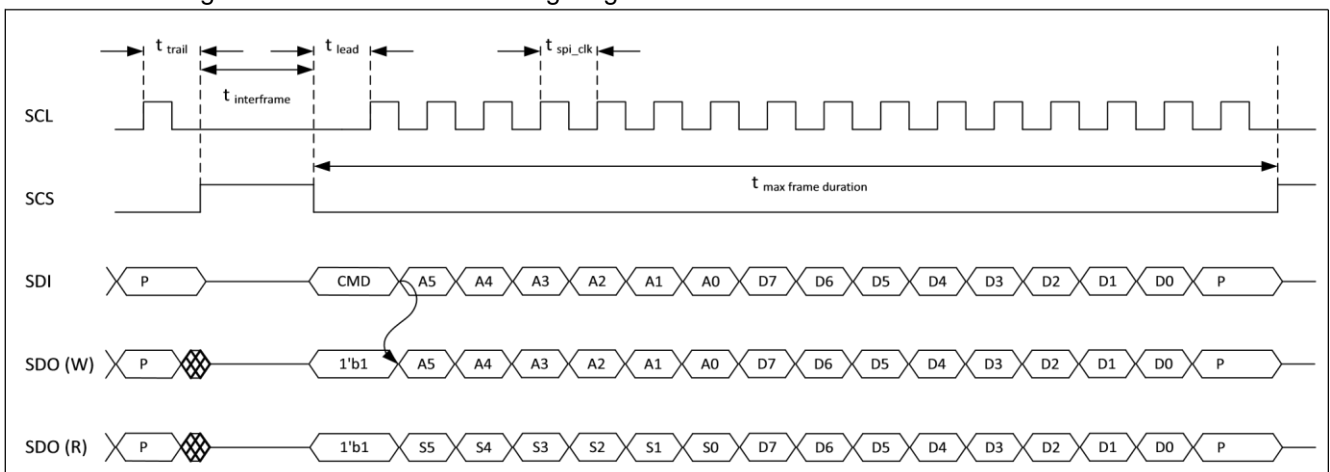 t trail t lead t spi_clk
t interframe
SCL
t max frame duration
SCS
SDI P CMD A5 A4 A3 A2 A1 A0 D7 D6 D5 D4 D3 D2 D1 D0 P
SDO (W) P 1'b1 A5 A4 A3 A2 A1 A0 D7 D6 D5 D4 D3 D2 D1 D0 P
SDO (R) P 1'b1 S5 S4 S3 S2 S1 S0 D7 D6 D5 D4 D3 D2 D1 D0 P